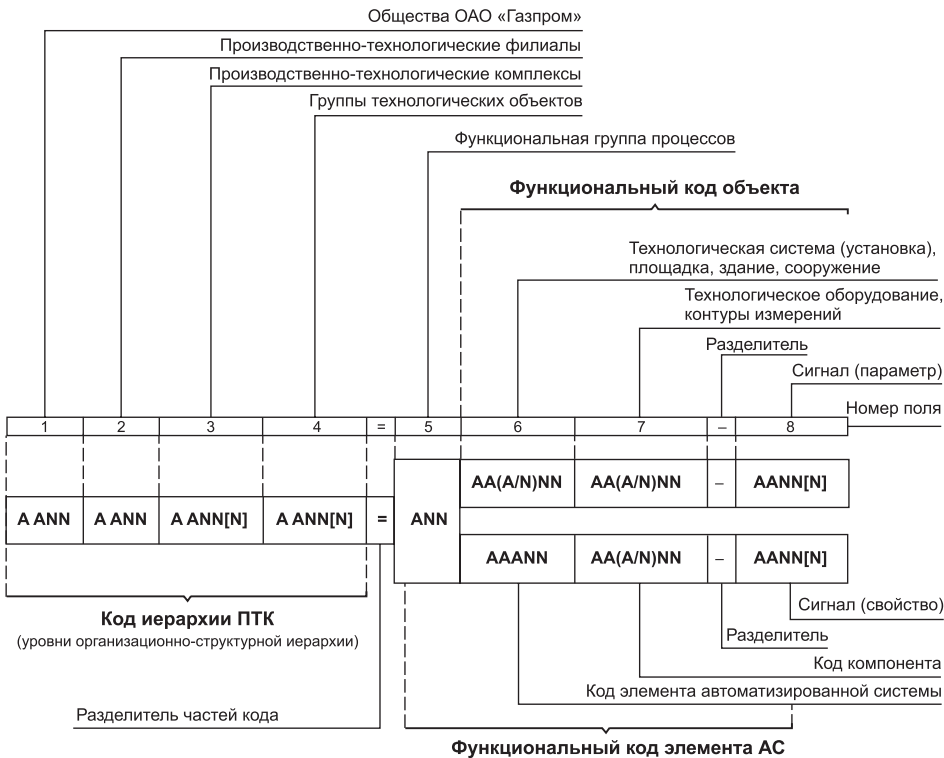 Общества ОАО «Газпром»
Производственно-технологические филиалы
Производственно-технологические комплексы
Группы технологических объектов
Функциональная группа процессов
Функциональный код объекта
Технологическая система (установка),
площадка, здание, сооружение
Технологическое оборудование,
контуры измерений
Разделитель
Сигнал (параметр)
Номер поля
1 2 3 4 = 5 6 7 – 8
AA(A/N)NN AA(A/N)NN – AANN[N]
A ANN A ANN A ANN[N] A ANN[N] = ANN
AAANN AA(A/N)NN – AANN[N]
Сигнал (свойство)
Код иерархии ПТК
(уровни организационно-структурной иерархии)
Разделитель
Код компонента
Код элемента автоматизированной системы
Разделитель частей кода
Функциональный код элемента АС